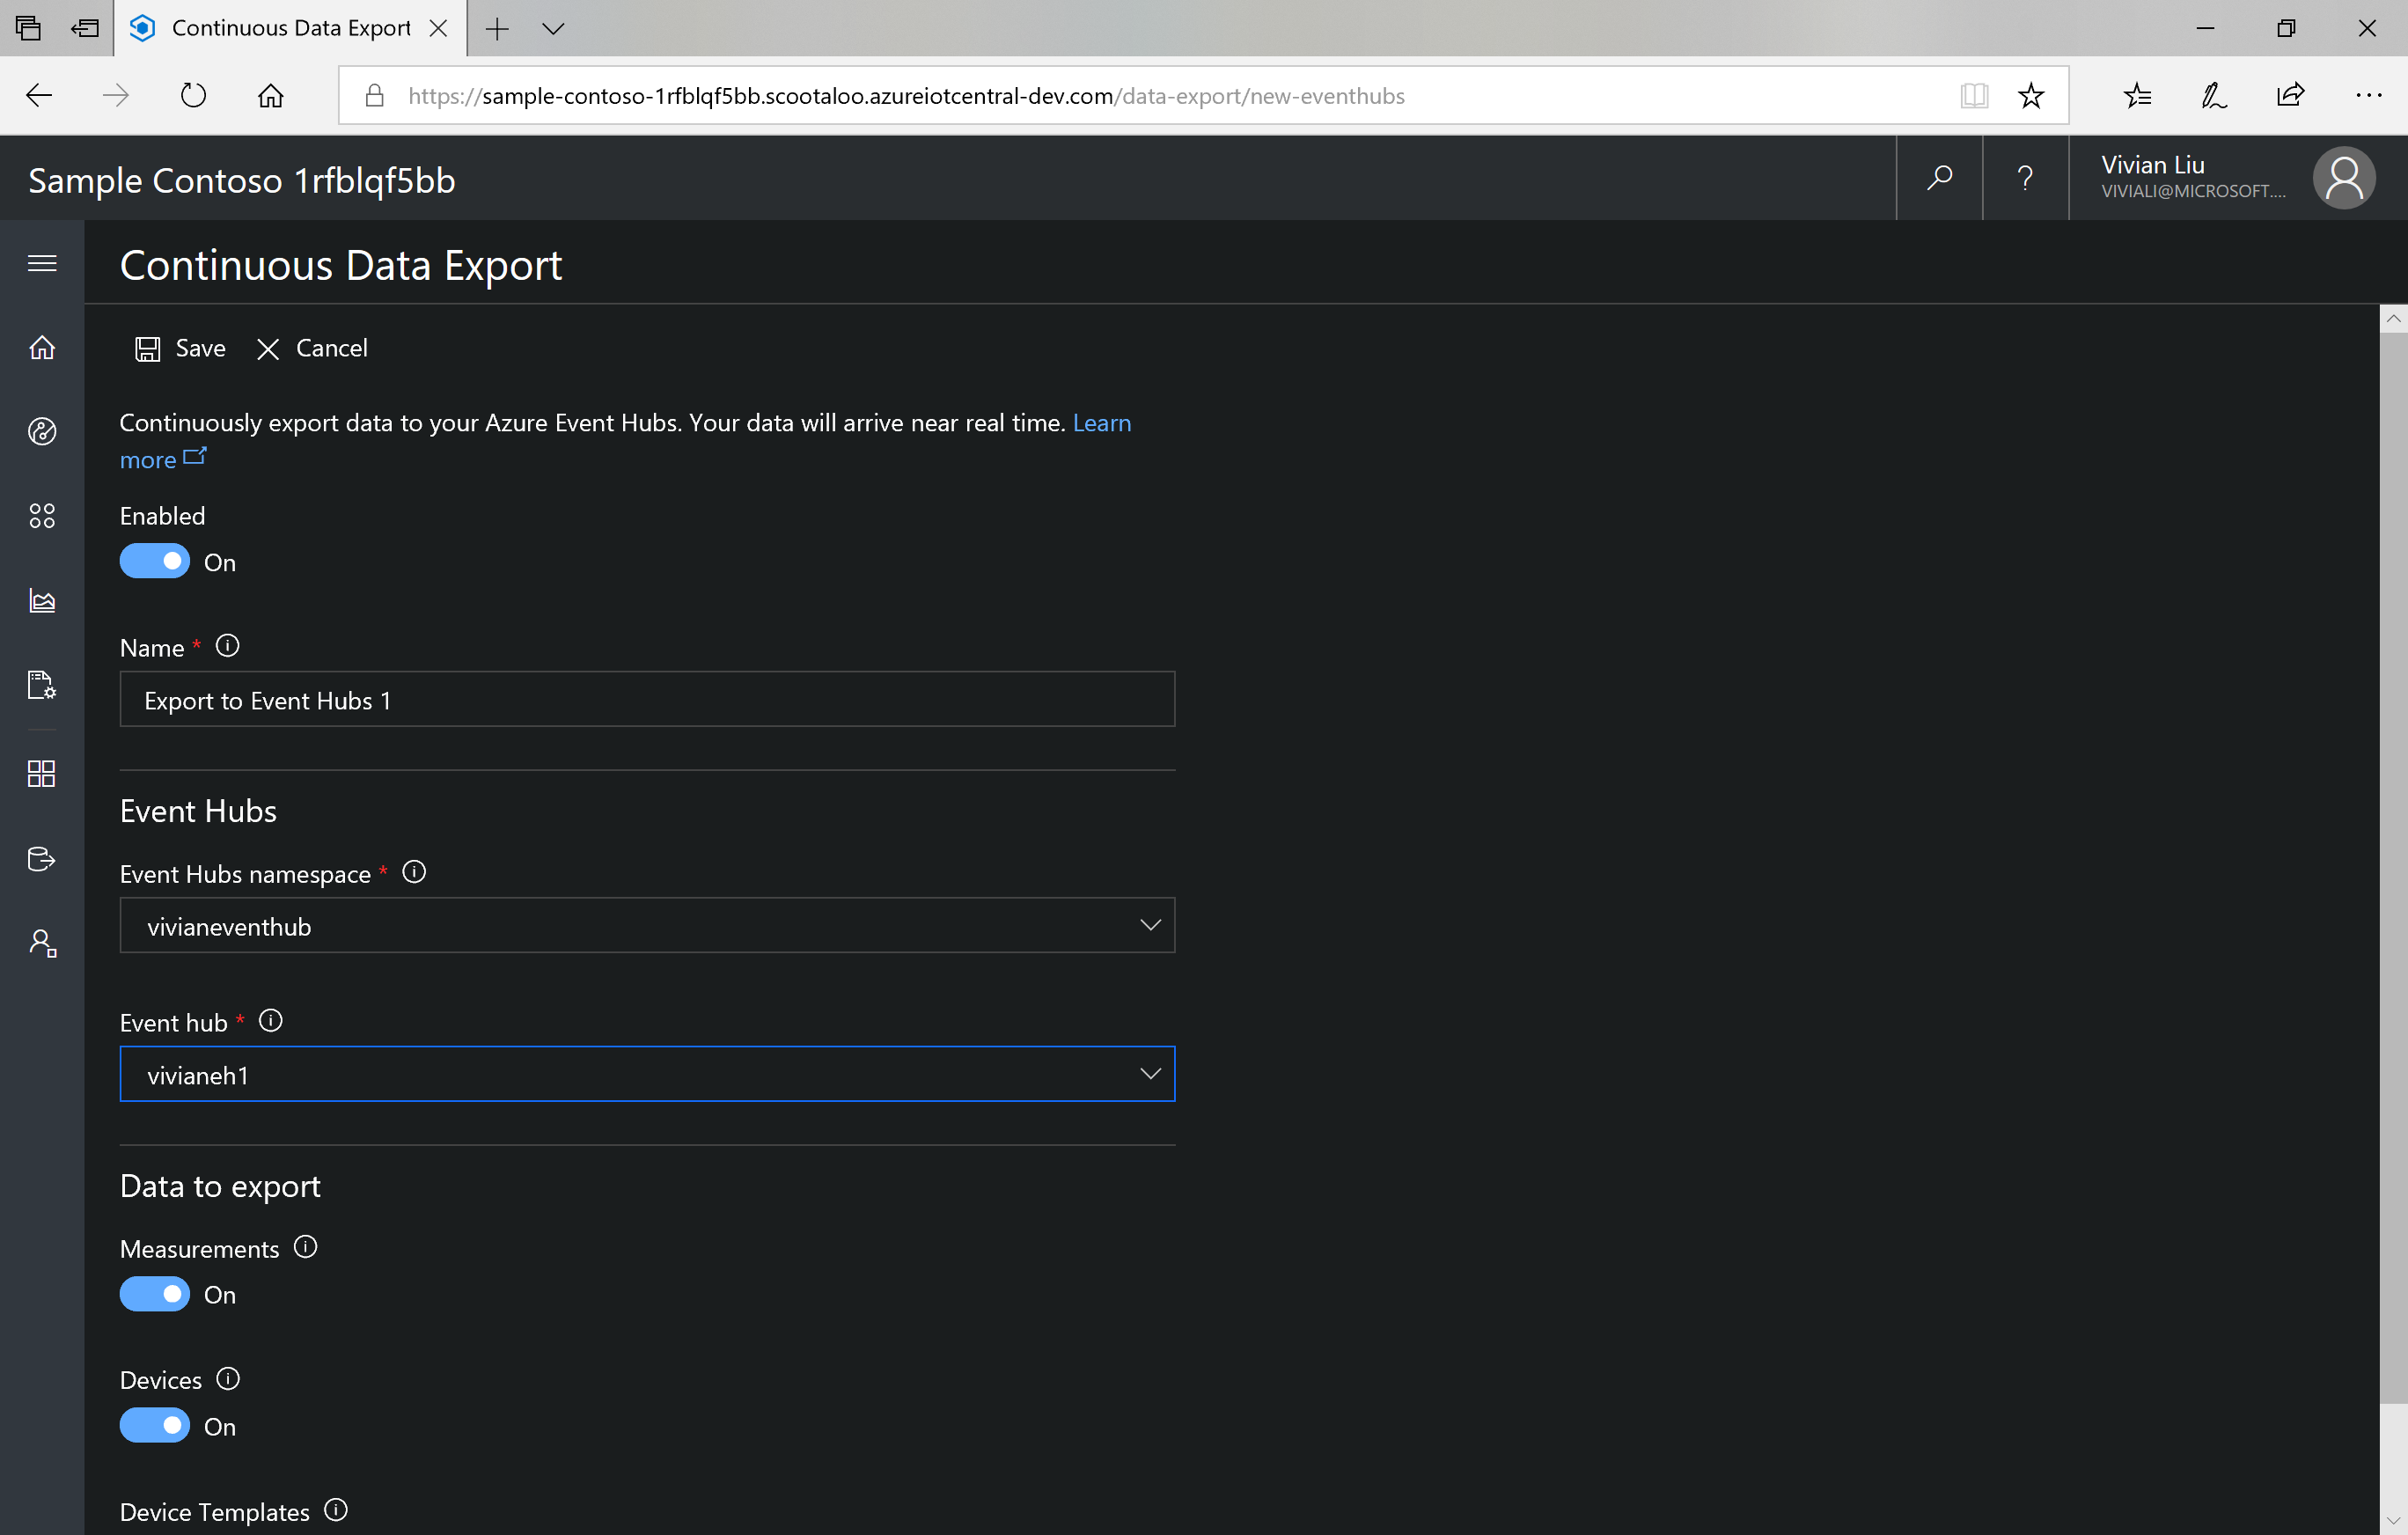 Continuous Data Export
https://sample-contoso-1rfblqf5bb.scootaloo.azureiotcentral-dev.com/data-export/new-eventhubs
Sample Contoso 1rfblqf5bb
?
Vivian Liu
VIVIALI@MICROSOFT....
Continuous Data Export
Save
Cancel
Continuously export data to your Azure Event Hubs. Your data will arrive near real time. Learn
more
Enabled
On
Name *
Export to Event Hubs 1
Event Hubs
Event Hubs namespace *
vivianeventhub
Event hub *
vivianeh1
Data to export
Measurements
On
Devices
On
Device Templates